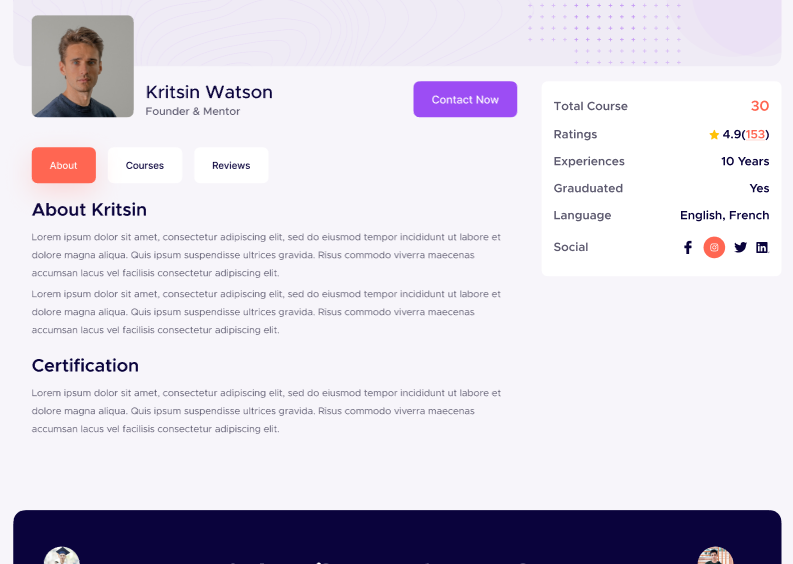 Kritsin Watson
Founder & Mentor
Contact Now
About
Courses
Reviews
About Kritsin
Lorem ipsum dolor sit amet, consectetur adipiscing elit, sed do eiusmod tempor incididunt ut labore et
dolore magna aliqua. Quis ipsum suspendisse ultrices gravida. Risus commodo viverra maecenas
accumsan lacus vel facilisis consectetur adipiscing elit.
Lorem ipsum dolor sit amet, consectetur adipiscing elit, sed do eiusmod tempor incididunt ut labore et
dolore magna aliqua. Quis ipsum suspendisse ultrices gravida. Risus commodo viverra maecenas
accumsan lacus vel facilisis consectetur adipiscing elit.
Certification
Lorem ipsum dolor sit amet, consectetur adipiscing elit, sed do eiusmod tempor incididunt ut labore et
dolore magna aliqua. Quis ipsum suspendisse ultrices gravida. Risus commodo viverra maecenas
accumsan lacus vel facilisis consectetur adipiscing elit.
Total Course 30
Ratings 4.9(153)
Experiences 10 Years
Grauduated Yes
Language English, French
Social